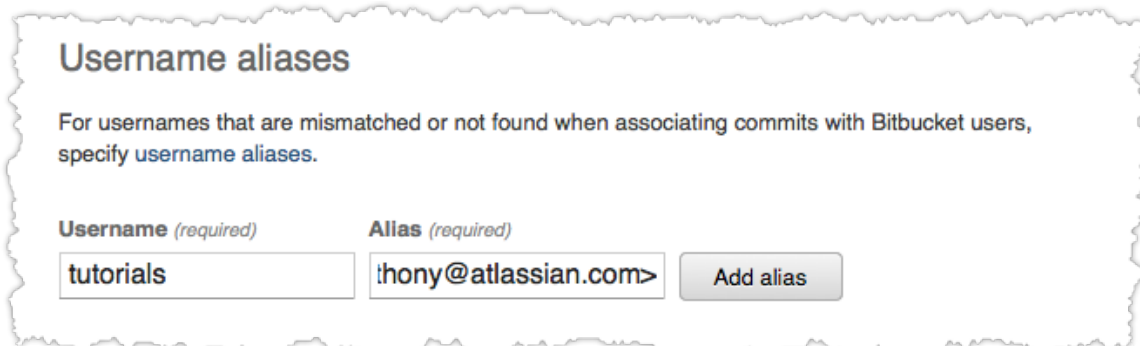 Username aliases
For usernames that are mismatched or not found when associating commits with Bitbucket users,
specify username aliases.
Username (required) Alias (required)
tutorials thony@atlassian.com> Add alias